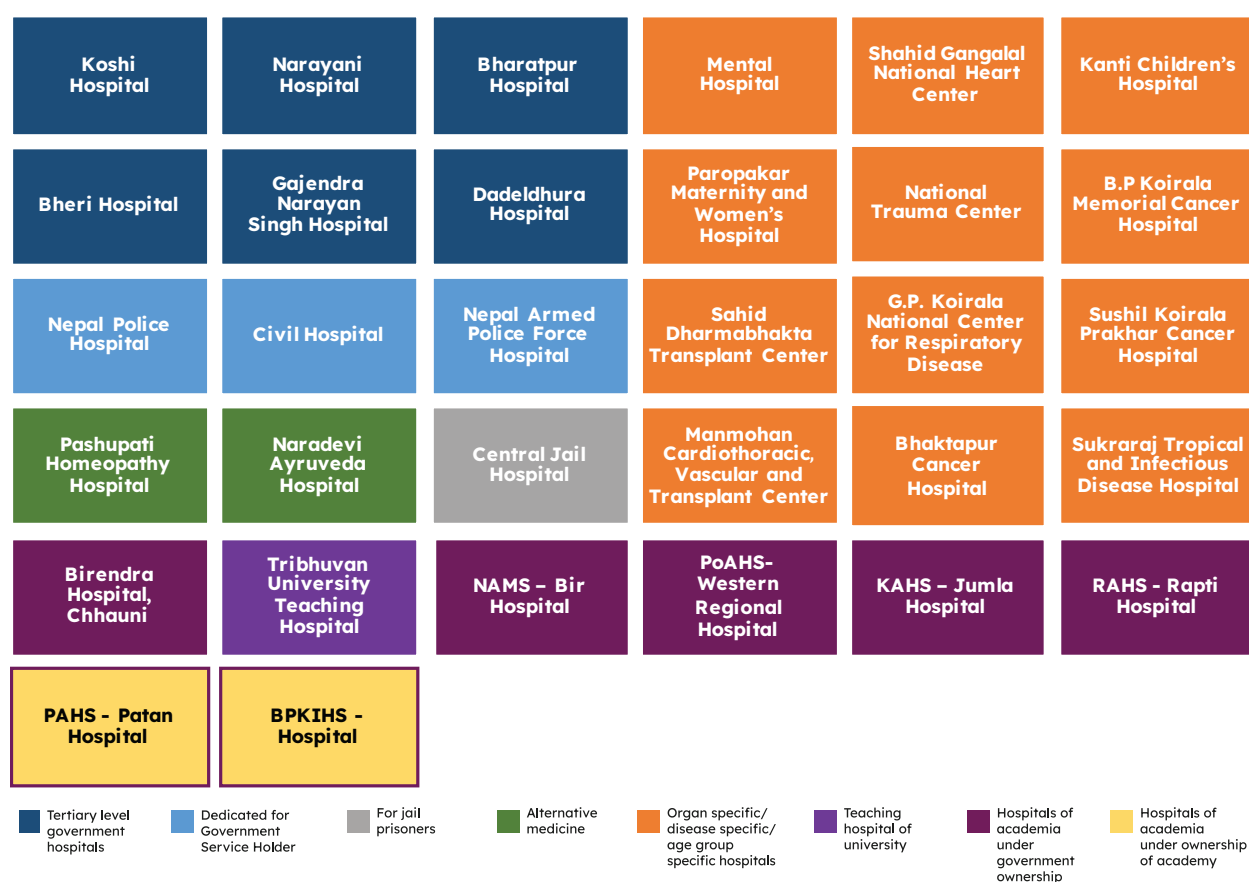 Koshi
Hospital
Narayani
Hospital
Bharatpur
Hospital
Mental
Hospital
Shahid Gangalal
National Heart
Center
Kanti Children's
Hospital
Bheri Hospital
Gajendra
Narayan
Singh Hospital
Dadeldhura
Hospital
Paropakar
Maternity and
Women's
Hospital
National
Trauma Center
B.P Koirala
Memorial Cancer
Hospital
Nepal Police
Hospital
Civil Hospital
Nepal Armed
Police Force
Hospital
Sahid
Dharmabhakta
Transplant Center
G.P. Koirala
National Center
for Respiratory
Disease
Sushil Koirala
Prakhar Cancer
Hospital
Pashupati
Homeopathy
Hospital
Naradevi
Ayruveda
Hospital
Central Jail
Hospital
Manmohan
Cardiothoracic,
Vascular and
Transplant Center
Bhaktapur
Cancer
Hospital
Sukraraj Tropical
and Infectious
Disease Hospital
Birendra
Hospital,
Chhauni
Tribhuvan
University
Teaching
Hospital
NAMS – Bir
Hospital
PoAHS-
Western
Regional
Hospital
KAHS – Jumla
Hospital
RAHS - Rapti
Hospital
PAHS - Patan
Hospital
BPKIHS -
Hospital
Tertiary level
government
hospitals
Dedicated for
Government
Service Holder
For jail
prisoners
Alternative
medicine
Organ specific/
disease specific/
age group
specific hospitals
Teaching
hospital of
university
Hospitals of
academia
under
government
ownership
Hospitals of
academia
under ownership
of academy